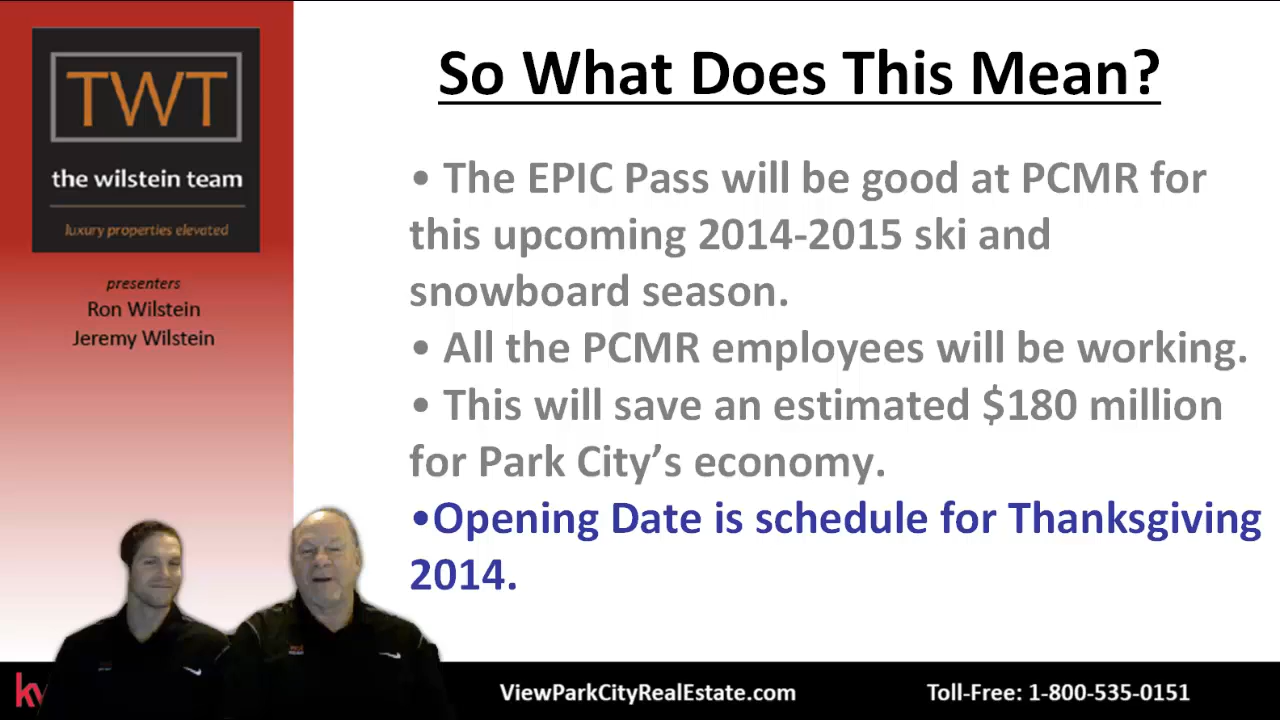 TWT
the wilstein team
luxury properties elevated
presenters
Ron Wilstein
Jeremy Wilstein
So What Does This Mean?
• The EPIC Pass will be good at PCMR for
this upcoming 2014-2015 ski and
snowboard season.
• All the PCMR employees will be working.
• This will save an estimated $180 million
for Park City’s economy.
•Opening Date is schedule for Thanksgiving
2014.
ViewParkCityRealEstate.com
Toll-Free: 1-800-535-0151